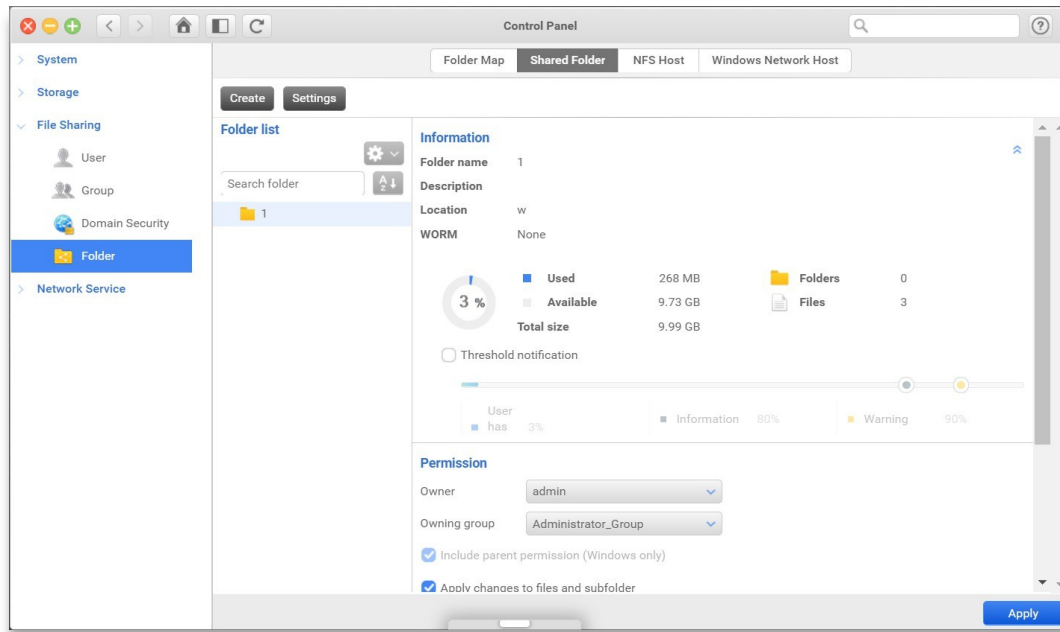 Control Panel
?
System
Storage
File Sharing
User
Group
Domain Security
Folder
Network Service
Folder Map
Shared Folder
NFS Host
Windows Network Host
Create
Settings
Folder list
Search folder
A
Z
1
Information
Folder name 1
Description
Location w
WORM None
3 %
Used 268 MB
Available 9.73 GB
Total size 9.99 GB
Folders 0
Files 3
Threshold notification
User
has 3%
Information 80%
Warning 90%
Permission
Owner admin
Owning group Administrator_Group
Include parent permission (Windows only)
Apply changes to files and subfolder
Apply